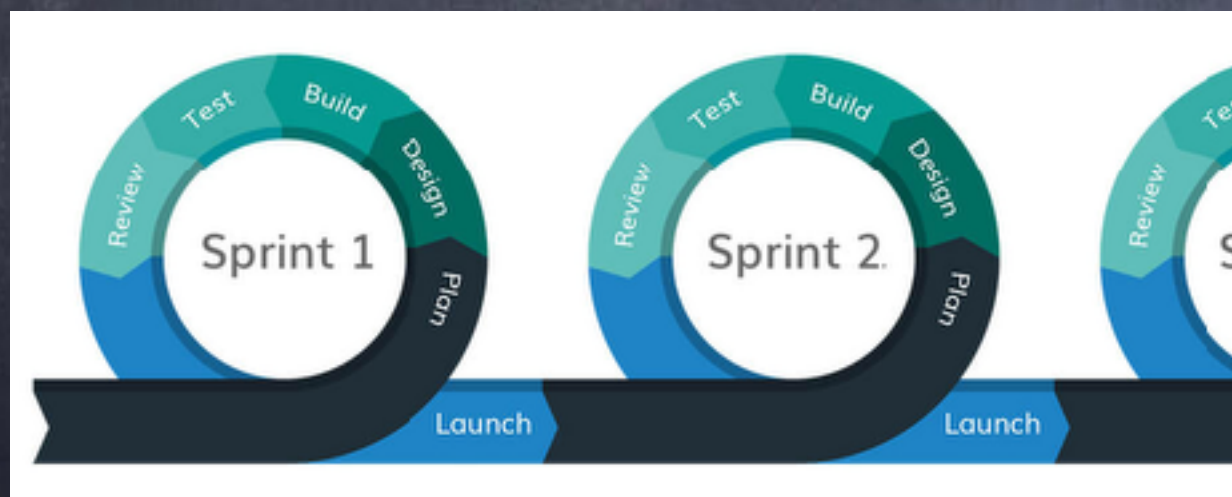 Test
Build
Review
Design
Sprint 1
Plan
Launch
Test
Build
Review
Design
Sprint 2.
Plan
Launch
Review